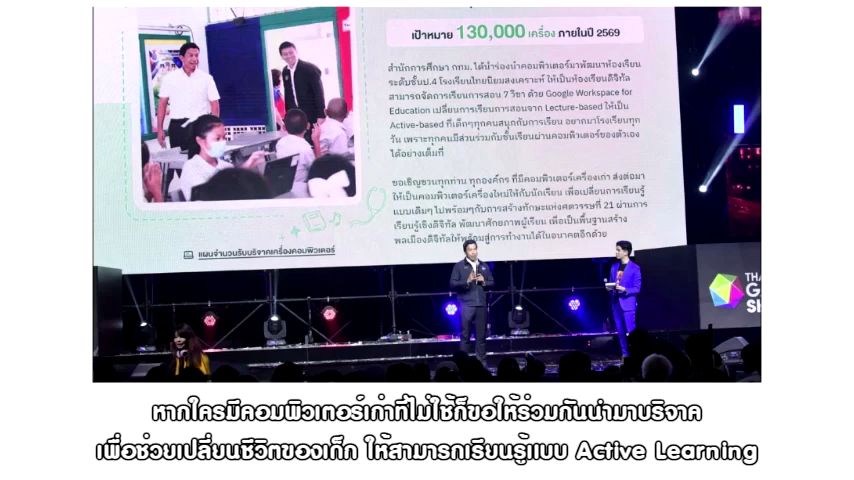 เป้าหมาย 130,000 เครื่อง ภายในปี 2569
สำนักการศึกษา กทม. ได้นำร่องนำคอมพิวเตอร์มาพัฒนาห้องเรียน
ระดับชั้นป.4 โรงเรียนไทยนิยมสงเคราะห์ ให้เป็นห้องเรียนดิจิทัล
สามารถจัดการเรียนการสอน 7 วิชา ด้วย Google Workspace for
Education เปลี่ยนการเรียนการสอนจาก Lecture-based ให้เป็น
Active-based ที่เด็กๆทุกคนสนุกกับการเรียน อยากมาโรงเรียนทุก
วัน เพราะทุกคนมีส่วนร่วมกับชั้นเรียนผ่านคอมพิวเตอร์ของตัวเอง
ได้อย่างเต็มที่
ขอเชิญชวนทุกท่าน ทุกองค์กร ที่มีคอมพิวเตอร์เครื่องเก่า ส่งต่อมา
ให้เป็นคอมพิวเตอร์เครื่องใหม่ให้กับนักเรียน เพื่อเปลี่ยนการเรียนรู้
แบบเดิมๆ ไปพร้อมๆกับการสร้างทักษะแห่งศตวรรษที่ 21 ผ่านการ
เรียนรู้เชิงดิจิทัล พัฒนาศักยภาพผู้เรียน เพื่อเป็นพื้นฐานสร้าง
พลเมืองดิจิทัลให้พร้อมสู่การทำงานได้ในอนาคตอีกด้วย
แผนจำนวนรับบริจาคเครื่องคอมพิวเตอร์
THA
G
SH
หากใครมีคอมพิวเตอร์เก่าที่ไม่ใช้ก็ขอให้ร่วมกันนำมาบริจาค
เพื่อช่วยเปลี่ยนชีวิตของเด็ก ให้สามารถเรียนรู้แบบ Active Learning